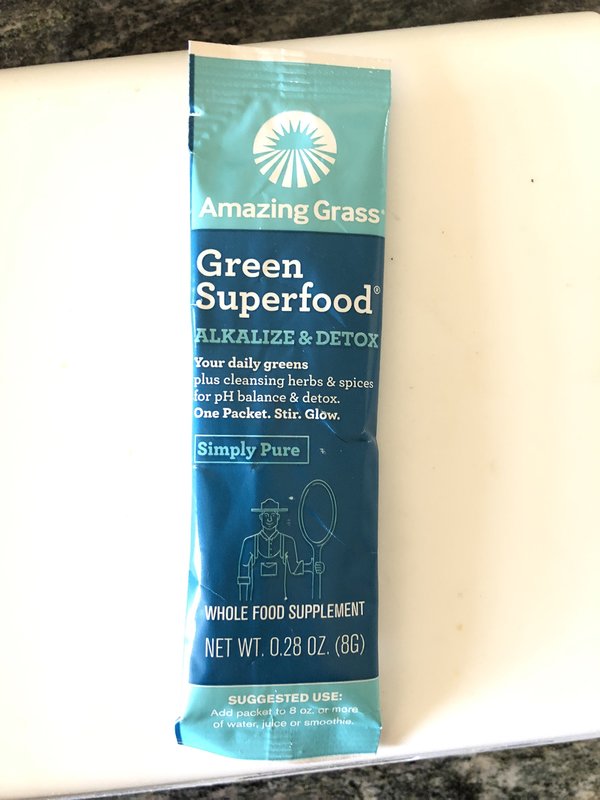 Amazing Grass®
Green
Superfood®
ALKALIZE & DETOX
Your daily greens
plus cleansing herbs & spices
for pH balance & detox.
One Packet. Stir. Glow.
Simply Pure
WHOLE FOOD SUPPLEMENT
NET WT. 0.28 OZ. (8G)
SUGGESTED USE:
Add packet to 8 oz. or more
of water, juice or smoothie.